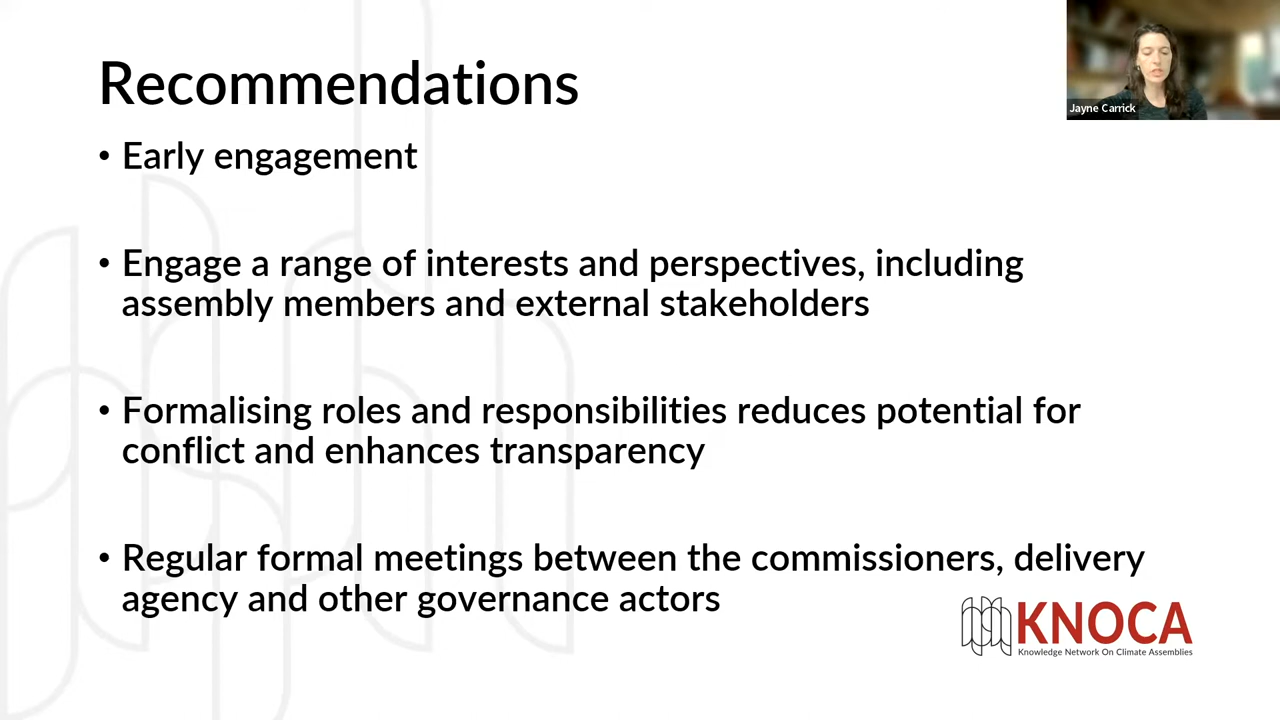 Recommendations
Jayne Carrick
• Early engagement
• Engage a range of interests and perspectives, including
assembly members and external stakeholders
• Formalising roles and responsibilities reduces potential for
conflict and enhances transparency
• Regular formal meetings between the commissioners, delivery
agency and other governance actors
KNOCA
Knowledge Network On Climate Assemblies